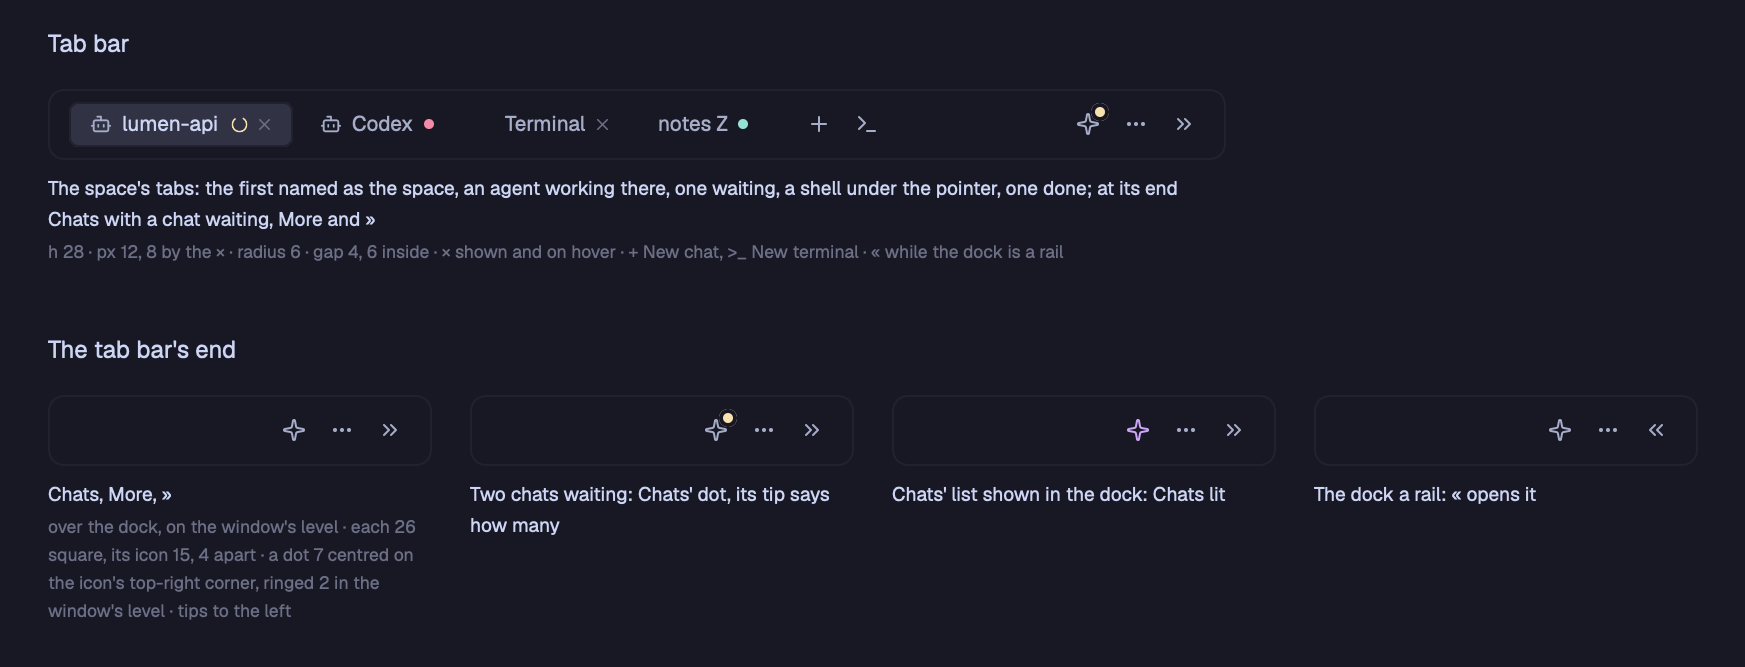 Tab bar
lumen-api × Codex Terminal × notes Z + >_ ··· »
The space's tabs: the first named as the space, an agent working there, one waiting, a shell under the pointer, one done; at its end
Chats with a chat waiting, More and »
h 28 · px 12, 8 by the × · radius 6 · gap 4, 6 inside · × shown and on hover · + New chat, >_ New terminal · « while the dock is a rail
The tab bar's end
··· »
Chats, More, »
over the dock, on the window's level · each 26
square, its icon 15, 4 apart · a dot 7 centred on
the icon's top-right corner, ringed 2 in the
window's level · tips to the left
··· »
Two chats waiting: Chats' dot, its tip says
how many
··· »
Chats' list shown in the dock: Chats lit
··· «
The dock a rail: « opens it